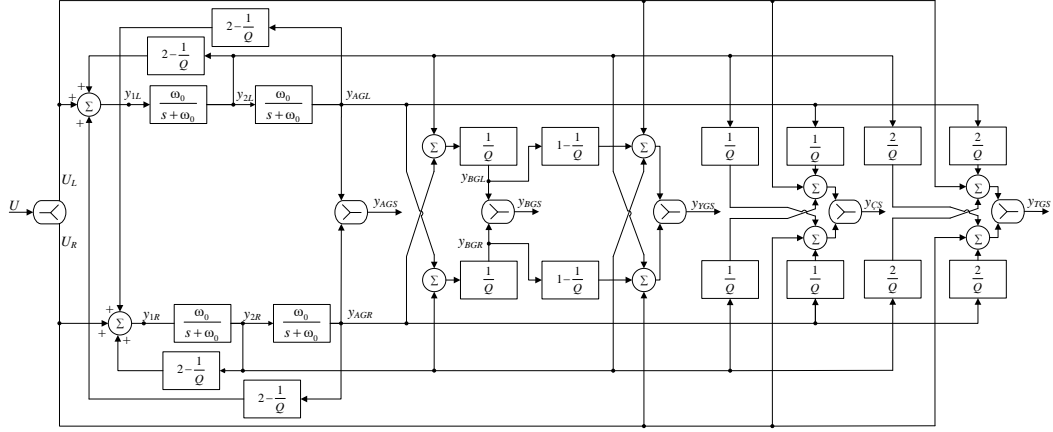 2 − 1/Q
2 − 1/Q
+
+
+
Σ
y1L
ω0/(s+ω0)
y2L
ω0/(s+ω0)
yAGL
Σ
1/Q
1 − 1/Q
Σ
1/Q
1/Q
2/Q
2/Q
yBGL
UL
Σ
Σ
U
yAGS
yBGS
yYGS
yCS
yTGS
UR
yBGR
Σ
Σ
Σ
1/Q
1 − 1/Q
Σ
1/Q
1/Q
2/Q
2/Q
+
+
+
Σ
y1R
ω0/(s+ω0)
y2R
ω0/(s+ω0)
yAGR
2 − 1/Q
2 − 1/Q